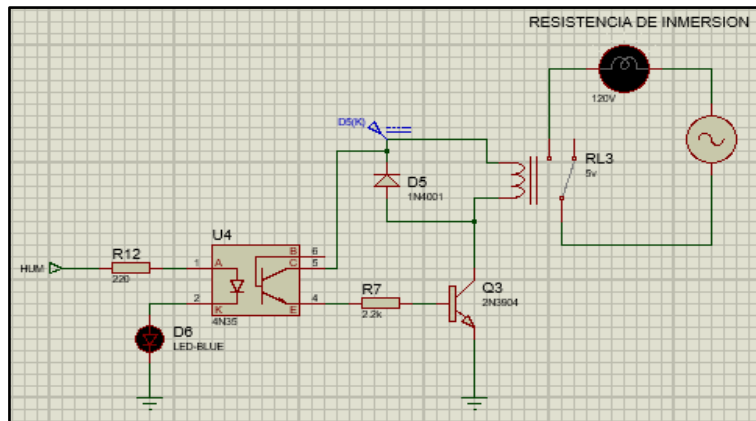 RESISTENCIA DE INMERSION
120V
D5(K)
RL3
5v
D5
1N4001
U4
R12
HUM
220
1
A
B
6
C
5
2
K
E
4
4N35
R7
2.2k
Q3
2N3904
D6
LED-BLUE